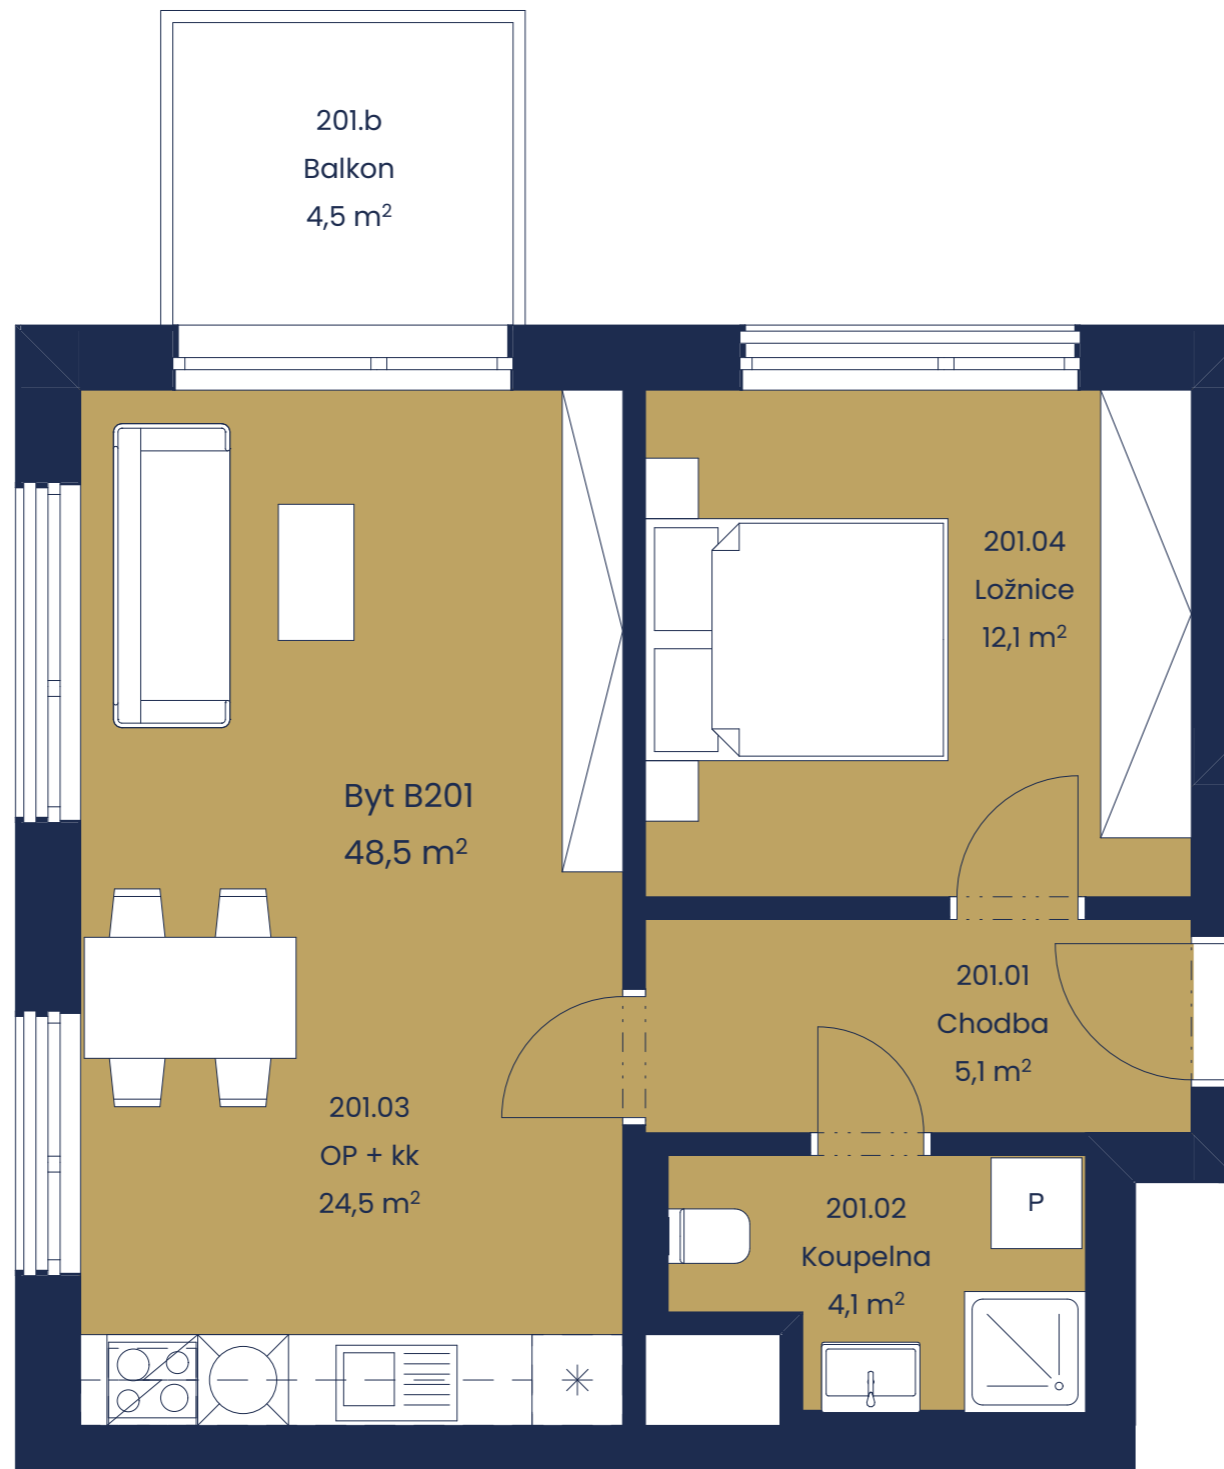 201.b
Balkon
4,5 m²
201.04
Ložnice
12,1 m²
Byt B201
48,5 m²
201.01
Chodba
5,1 m²
201.03
OP + kk
24,5 m²
201.02
Koupelna
4,1 m²
P